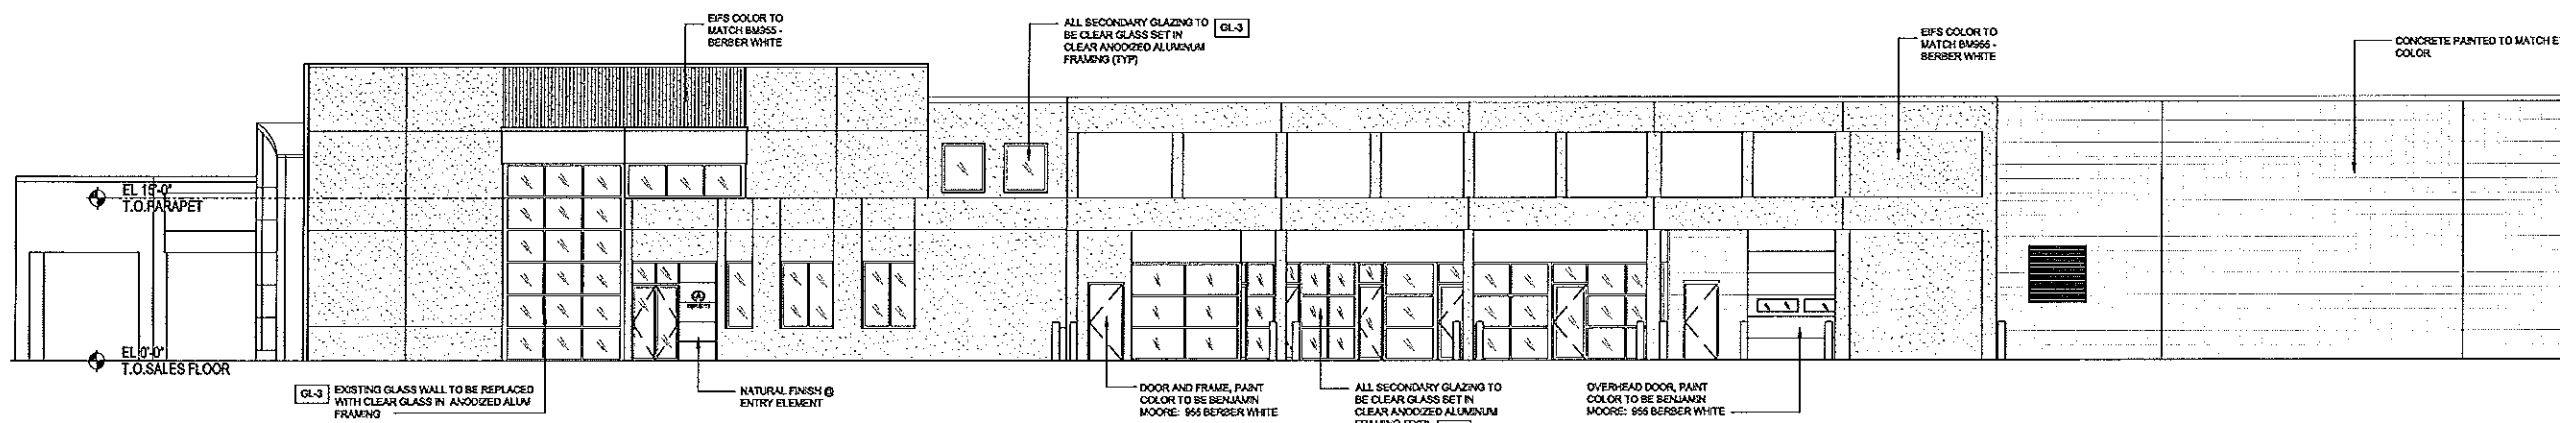 EIFS COLOR TO
MATCH BM955 -
BERBER WHITE
ALL SECONDARY GLAZING TO
BE CLEAR GLASS SET IN
CLEAR ANODIZED ALUMINUM
FRAMING (TYP)
GL-3
EIFS COLOR TO
MATCH BM955 -
BERBER WHITE
CONCRETE PAINTED TO MATCH
COLOR
EL 15'-0"
T.O.PARAPET
EL 0'-0"
T.O.SALES FLOOR
GL-3
EXISTING GLASS WALL TO BE REPLACED
WITH CLEAR GLASS IN ANODIZED ALUM
FRAMING
NATURAL FINISH @
ENTRY ELEMENT
DOOR AND FRAME, PAINT
COLOR TO BE BENJAMIN
MOORE: 955 BERBER WHITE
ALL SECONDARY GLAZING TO
BE CLEAR GLASS SET IN
CLEAR ANODIZED ALUMINUM
OVERHEAD DOOR, PAINT
COLOR TO BE BENJAMIN
MOORE: 955 BERBER WHITE